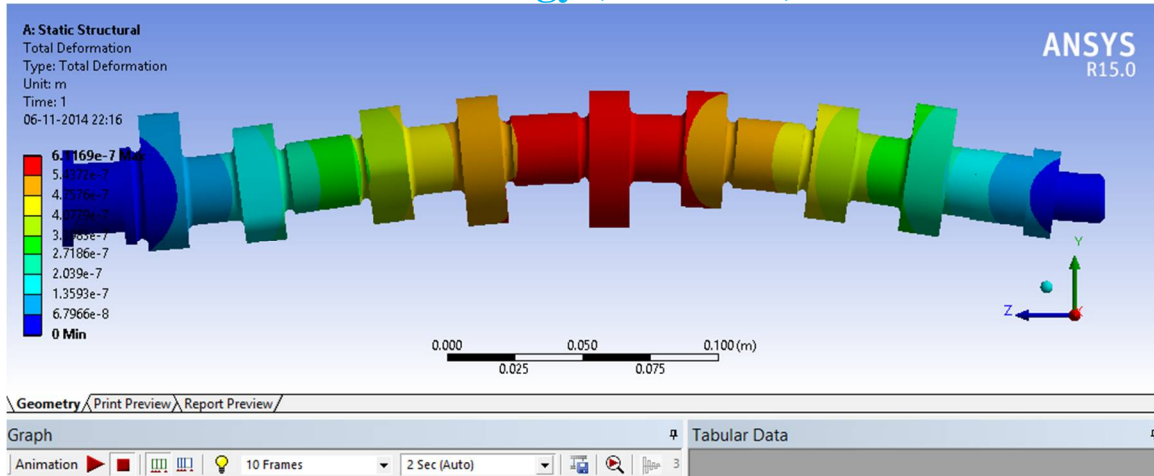 A: Static Structural
Total Deformation
Type: Total Deformation
Unit: m
Time: 1
06-11-2014 22:16
ANSYS
R15.0
Max
2.7186e-7
2.039e-7
1.3593e-7
6.7966e-8
0 Min
Y
Z
X
0.000
0.050
0.100 (m)
0.025
0.075
Geometry
Print Preview
Report Preview
Graph
Tabular Data
Animation
10 Frames
2 Sec (Auto)
3